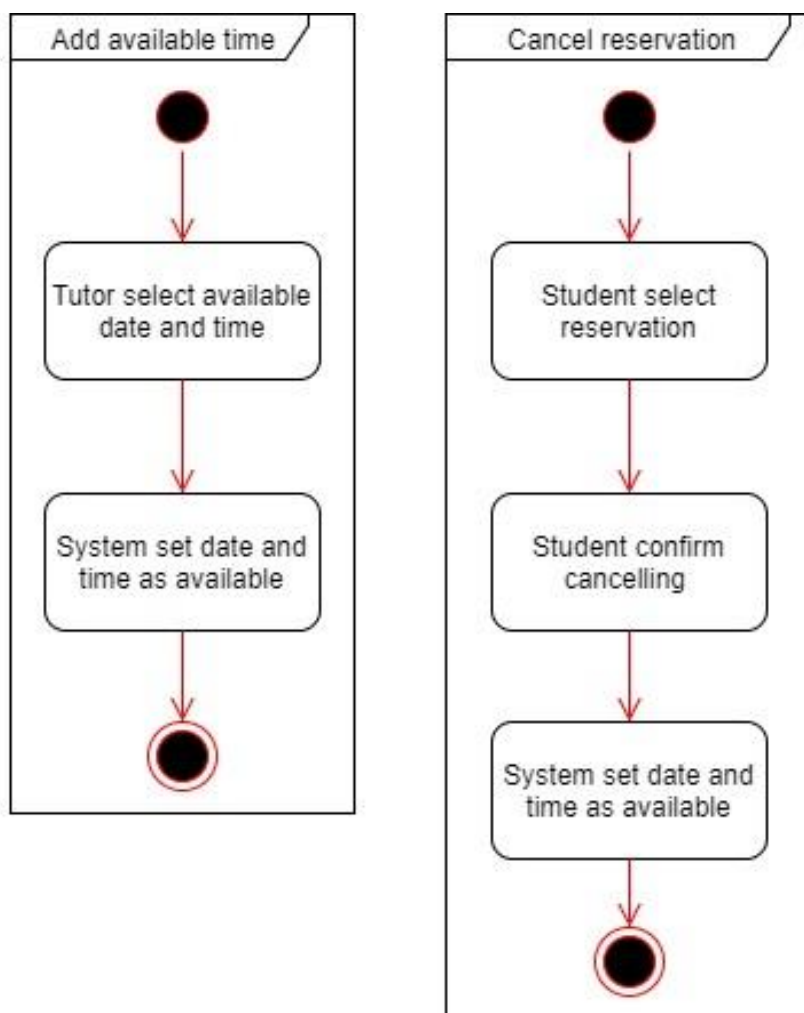 Add available time
Tutor select available
date and time
System set date and
time as available
Cancel reservation
Student select
reservation
Student confirm
cancelling
System set date and
time as available